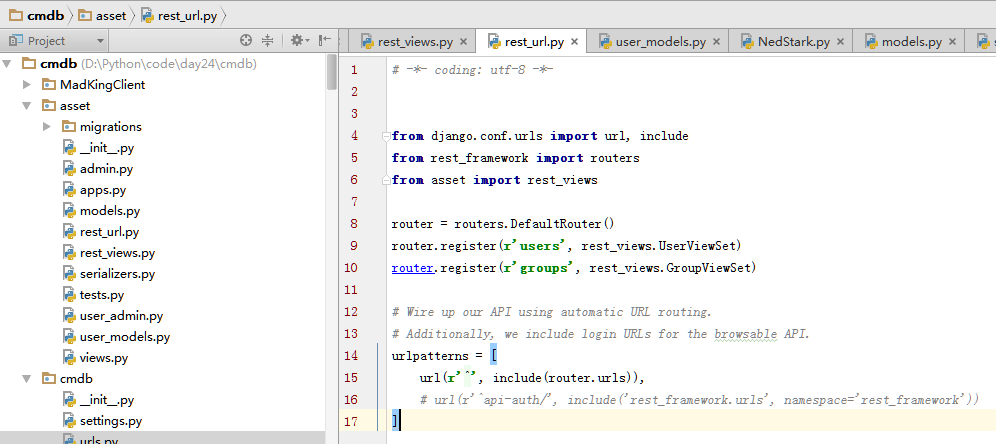 cmdb asset rest_url.py
Project
rest_views.py rest_url.py user_models.py NedStark.py models.py
cmdb (D:\Python\code\day24\cmdb)
MadKingClient
asset
migrations
__init__.py
admin.py
apps.py
models.py
rest_url.py
rest_views.py
serializers.py
tests.py
user_admin.py
user_models.py
views.py
cmdb
__init__.py
settings.py
urls.py
1 # -*- coding: utf-8 -*-
2
3
4 from django.conf.urls import url, include
5 from rest_framework import routers
6 from asset import rest_views
7
8 router = routers.DefaultRouter()
9 router.register(r'users', rest_views.UserViewSet)
10 router.register(r'groups', rest_views.GroupViewSet)
11
12 # Wire up our API using automatic URL routing.
13 # Additionally, we include login URLs for the browsable API.
14 urlpatterns = [
15 url(r'^', include(router.urls)),
16 # url(r'^api-auth/', include('rest_framework.urls', namespace='rest_framework'))
17 ]